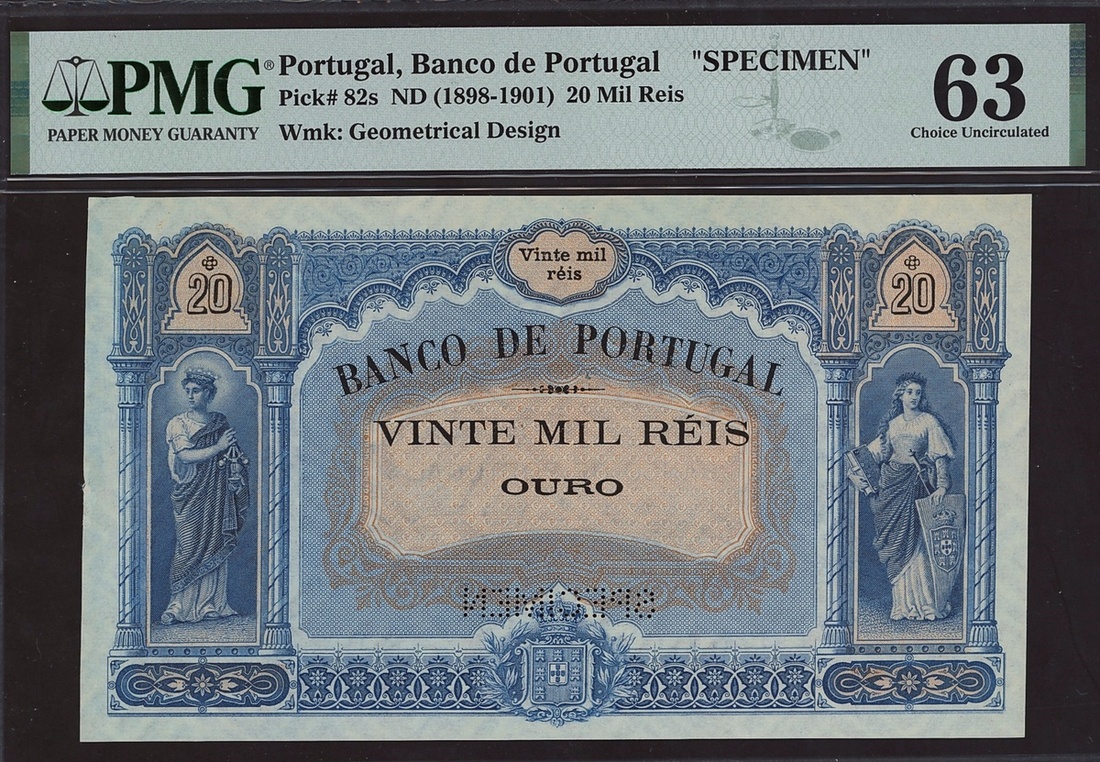 PMG®
PAPER MONEY GUARANTY
Portugal, Banco de Portugal "SPECIMEN"
Pick# 82s ND (1898-1901) 20 Mil Reis
Wmk: Geometrical Design
63
Choice Uncirculated
20
Vinte mil
réis
20
BANCO DE PORTUGAL
VINTE MIL RÉIS
OURO
SPECIMEN